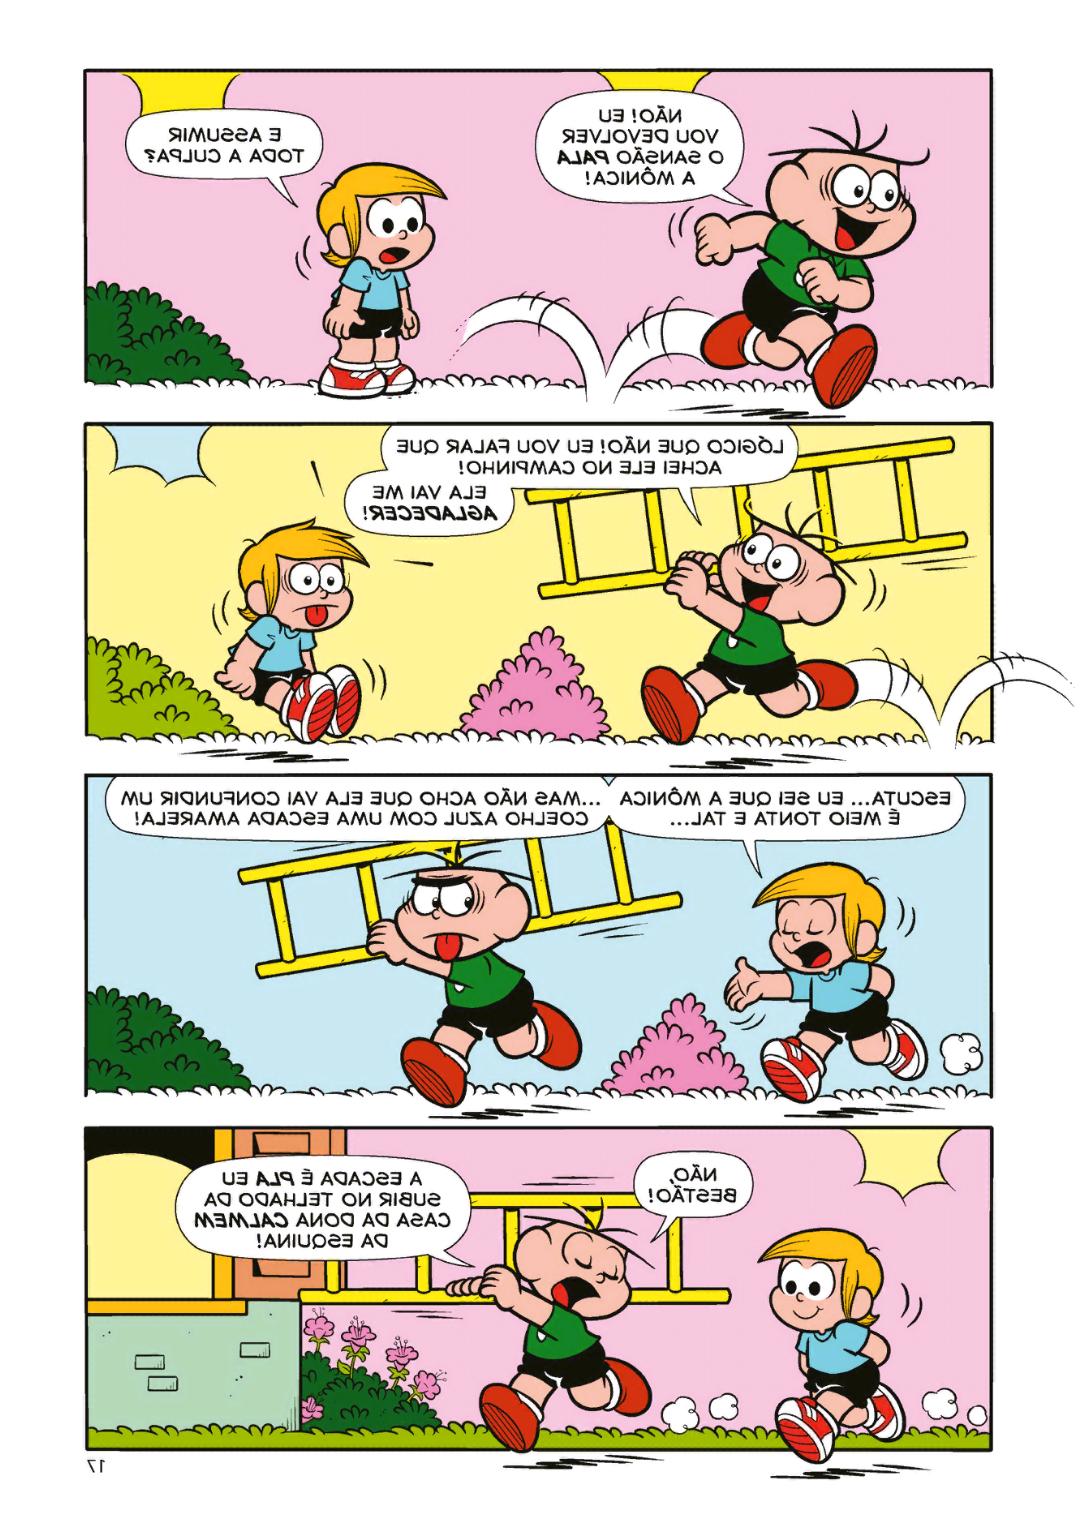 NÃO! EU
VOU DEVOLVER
O SANSÃO PALA
A MÔNICA!
E ASSUMIR
TODA A CULPA?
LÓGICO QUE NÃO! EU VOU FALAR QUE
ACHEI ELE NO CAMPINHO!
ELA VAI ME
AGLADECER!
ESCUTA... EU SEI QUE A MÔNICA
É MEIO TONTA E TAL...
...MAS NÃO ACHO QUE ELA VAI CONFUNDIR UM
COELHO AZUL COM UMA ESCADA AMARELA!
NÃO,
BESTÃO!
A ESCADA É PLA EU
SUBIR NO TELHADO DA
CASA DA DONA CALMEM
DA ESQUINA!
17